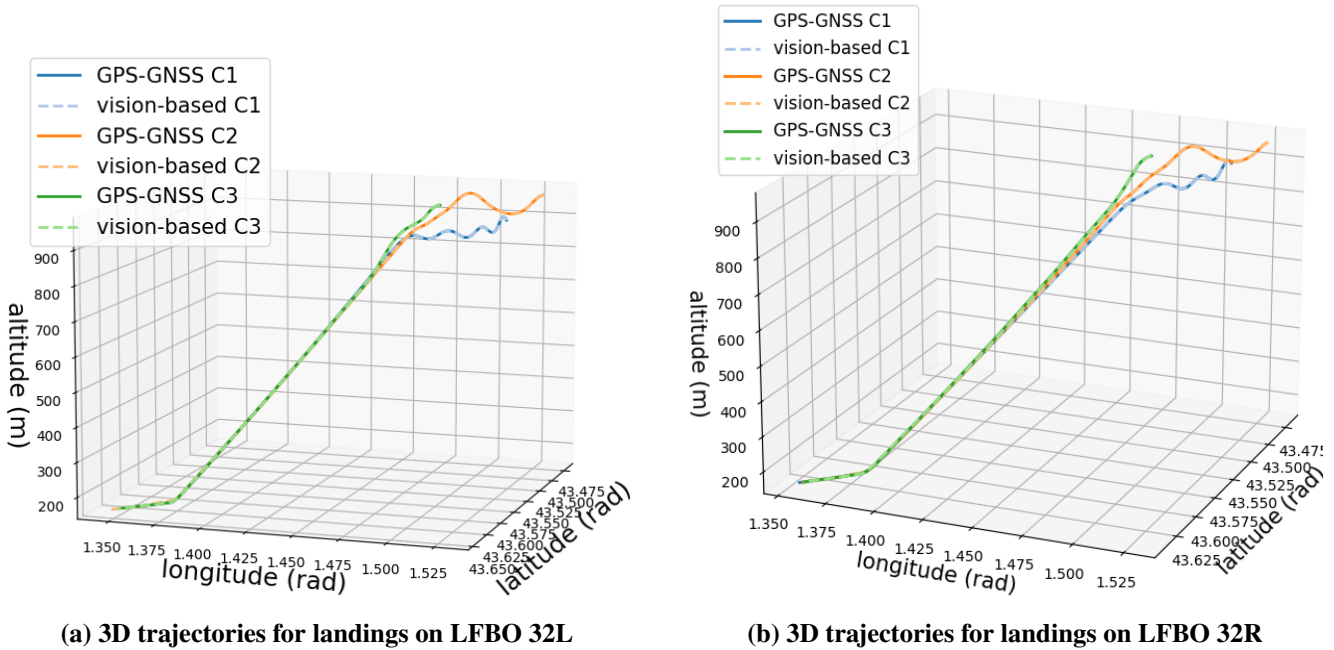 GPS-GNSS C1
vision-based C1
GPS-GNSS C2
vision-based C2
GPS-GNSS C3
vision-based C3
900
800
700
600
500
400
300
200
altitude (m)
1.350
1.375
1.400
1.425
1.450
1.475
1.500
1.525
longitude (rad)
43.475
43.500
43.525
43.550
43.575
43.600
43.625
43.650
latitude (rad)
(a) 3D trajectories for landings on LFBO 32L
GPS-GNSS C1
vision-based C1
GPS-GNSS C2
vision-based C2
GPS-GNSS C3
vision-based C3
900
800
700
600
500
400
300
200
altitude (m)
1.350
1.375
1.400
1.425
1.450
1.475
1.500
1.525
longitude (rad)
43.475
43.500
43.525
43.550
43.575
43.600
43.625
latitude (rad)
(b) 3D trajectories for landings on LFBO 32R